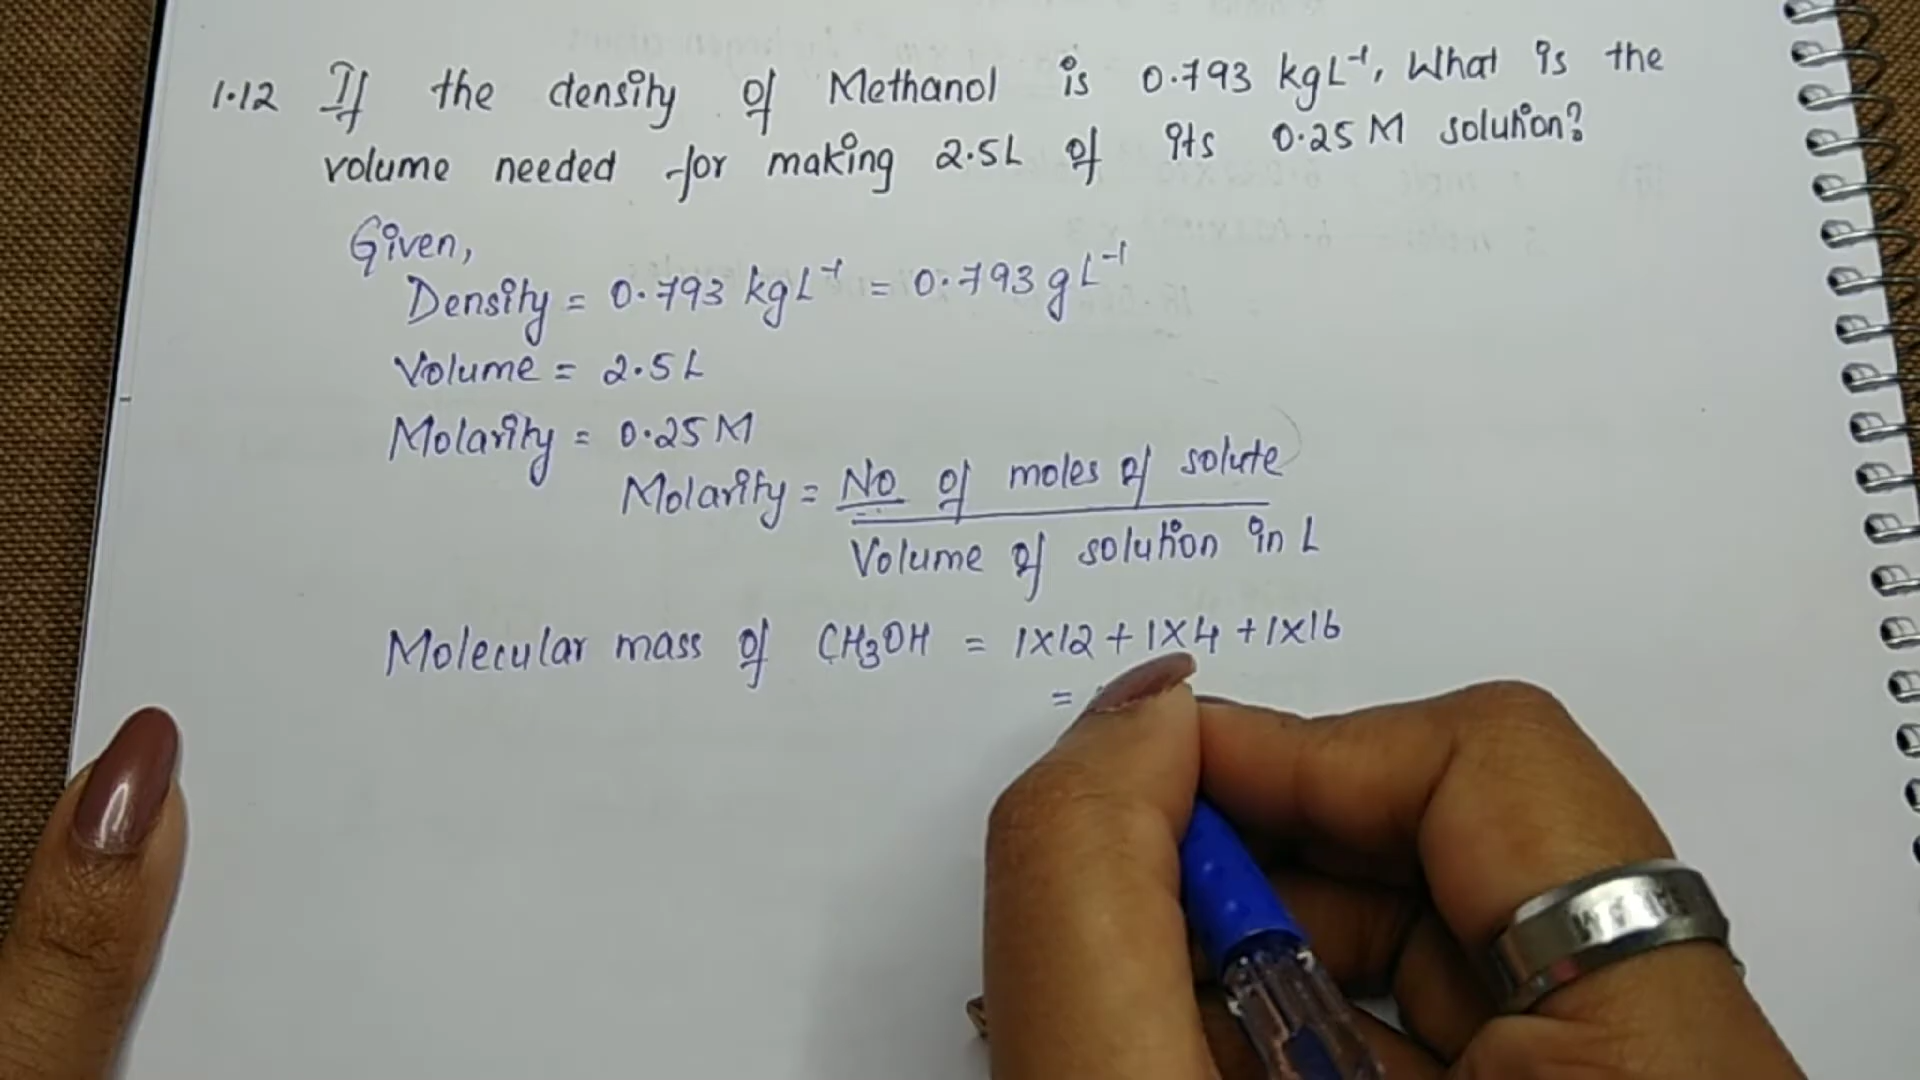 1.12 If the density of Methanol is 0.793 kgL⁻¹, What is the
volume needed for making 2.5L of its 0.25M solution?
Given,
Density = 0.793 kgL⁻¹ = 0.793 gL⁻¹
Volume = 2.5L
Molarity = 0.25M
Molarity = No of moles of solute
Volume of solution in L
Molecular mass of CH₃OH = 1×12 + 1×4 + 1×16
=